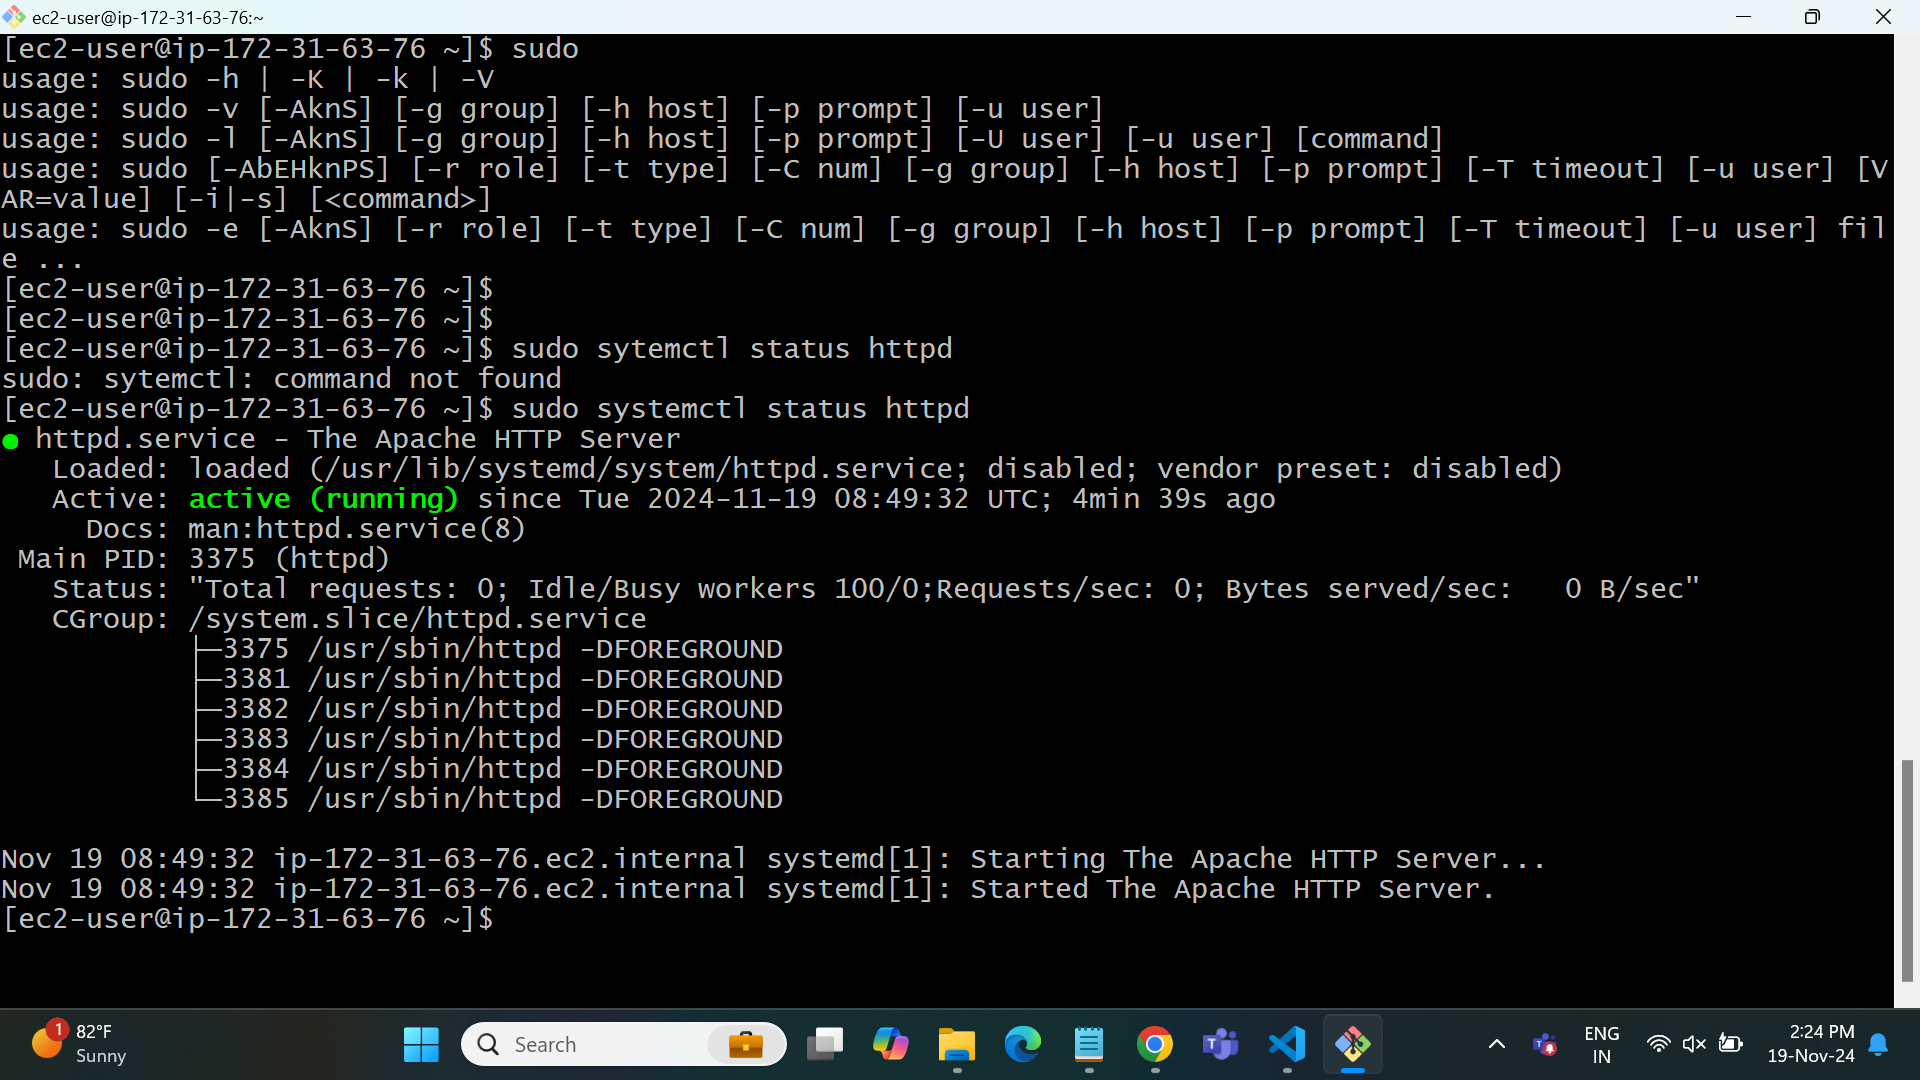 ec2-user@ip-172-31-63-76:~
[ec2-user@ip-172-31-63-76 ~]$ sudo
usage: sudo -h | -K | -k | -V
usage: sudo -v [-AknS] [-g group] [-h host] [-p prompt] [-u user]
usage: sudo -l [-AknS] [-g group] [-h host] [-p prompt] [-U user] [-u user] [command]
usage: sudo [-AbEHknPS] [-r role] [-t type] [-C num] [-g group] [-h host] [-p prompt] [-T timeout] [-u user] [V
AR=value] [-i|-s] [<command>]
usage: sudo -e [-AknS] [-r role] [-t type] [-C num] [-g group] [-h host] [-p prompt] [-T timeout] [-u user] fil
e ...
[ec2-user@ip-172-31-63-76 ~]$
[ec2-user@ip-172-31-63-76 ~]$
[ec2-user@ip-172-31-63-76 ~]$ sudo sytemctl status httpd
sudo: sytemctl: command not found
[ec2-user@ip-172-31-63-76 ~]$ sudo systemctl status httpd
● httpd.service - The Apache HTTP Server
   Loaded: loaded (/usr/lib/systemd/system/httpd.service; disabled; vendor preset: disabled)
   Active: active (running) since Tue 2024-11-19 08:49:32 UTC; 4min 39s ago
     Docs: man:httpd.service(8)
 Main PID: 3375 (httpd)
   Status: "Total requests: 0; Idle/Busy workers 100/0;Requests/sec: 0; Bytes served/sec:   0 B/sec"
   CGroup: /system.slice/httpd.service
           ├─3375 /usr/sbin/httpd -DFOREGROUND
           ├─3381 /usr/sbin/httpd -DFOREGROUND
           ├─3382 /usr/sbin/httpd -DFOREGROUND
           ├─3383 /usr/sbin/httpd -DFOREGROUND
           ├─3384 /usr/sbin/httpd -DFOREGROUND
           └─3385 /usr/sbin/httpd -DFOREGROUND
Nov 19 08:49:32 ip-172-31-63-76.ec2.internal systemd[1]: Starting The Apache HTTP Server...
Nov 19 08:49:32 ip-172-31-63-76.ec2.internal systemd[1]: Started The Apache HTTP Server.
[ec2-user@ip-172-31-63-76 ~]$
1
82°F
Sunny
Search
ENG
IN
2:24 PM
19-Nov-24